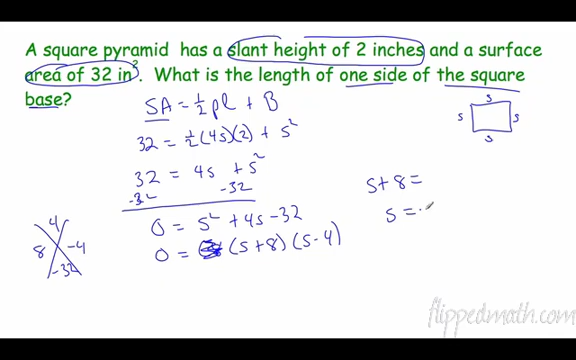 A square pyramid has a slant height of 2 inches and a surface
area of 32 in². What is the length of one side of the square
base?
SA = ½pl + B
32 = ½(4s)(2) + s²
32 = 4s + s²
-32 -32
0 = s² + 4s - 32
0 = (s+8)(s-4)
4
8 -4
-32
s
s s
s
s+8=
s=
flippedmath.com